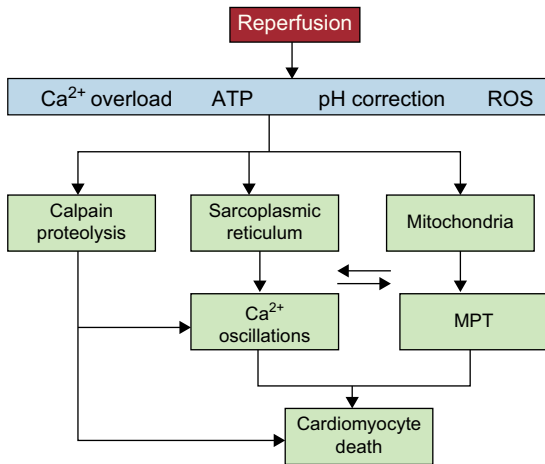 Reperfusion
Ca²⁺ overload ATP pH correction ROS
Calpain
proteolysis
Sarcoplasmic
reticulum
Mitochondria
Ca²⁺
oscillations
MPT
Cardiomyocyte
death